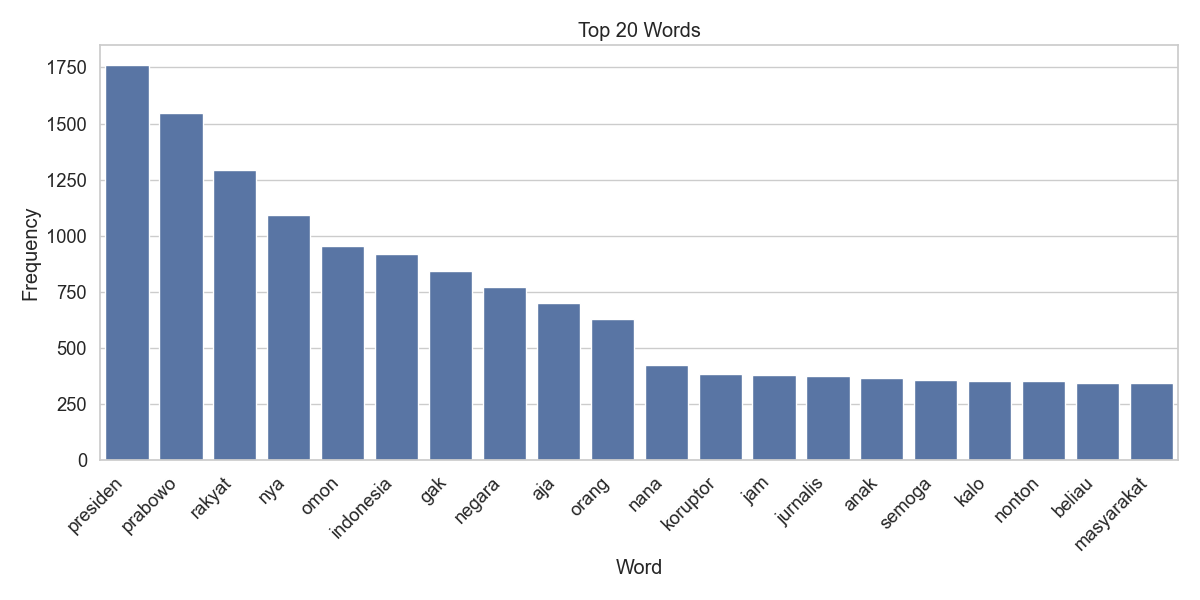 Top 20 Words
Frequency
1750
1500
1250
1000
750
500
250
0
presiden
prabowo
rakyat
nya
omon
indonesia
gak
negara
aja
orang
nana
koruptor
jam
jurnalis
anak
semoga
kalo
nonton
beliau
masyarakat
Word